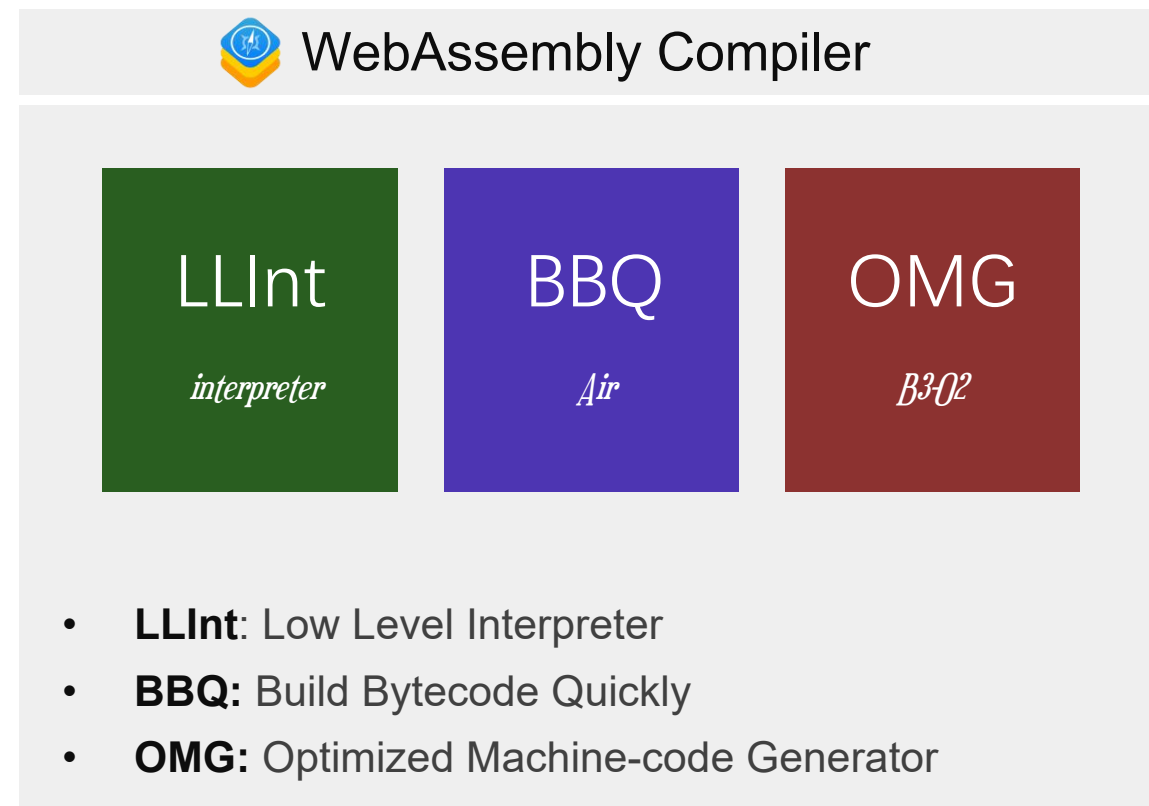 WebAssembly Compiler
LLInt
interpreter
BBQ
Air
OMG
B3-O2
• LLInt: Low Level Interpreter
• BBQ: Build Bytecode Quickly
• OMG: Optimized Machine-code Generator